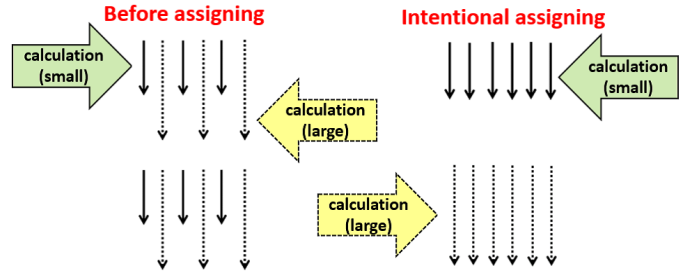 Before assigning
Intentional assigning
calculation
(small)
calculation
(large)
calculation
(small)
calculation
(large)